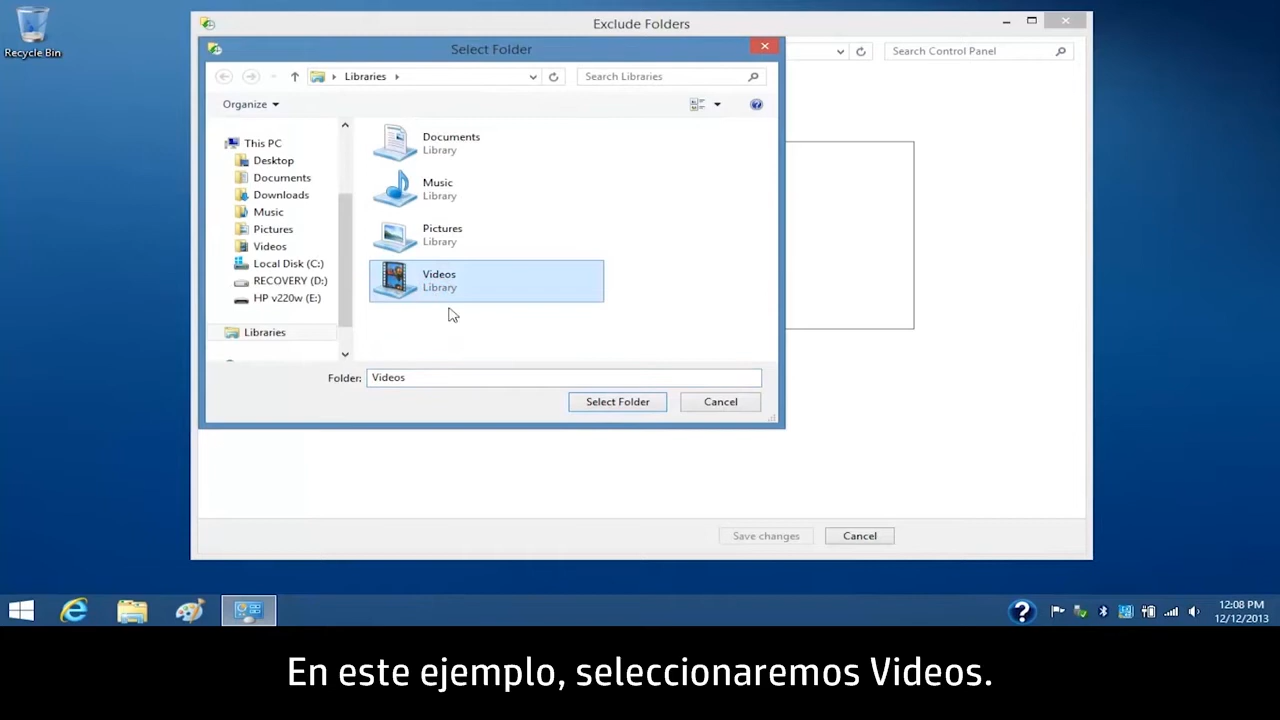 Recycle Bin
Exclude Folders
Select Folder
Search Control Panel
Libraries
Search Libraries
Organize
This PC
Desktop
Documents
Downloads
Music
Pictures
Videos
Local Disk (C:)
RECOVERY (D:)
HP v220w (E:)
Libraries
Documents
Library
Music
Library
Pictures
Library
Videos
Library
Folder: Videos
Select Folder
Cancel
Save changes
Cancel
12:08 PM
12/12/2013
En este ejemplo, seleccionaremos Videos.